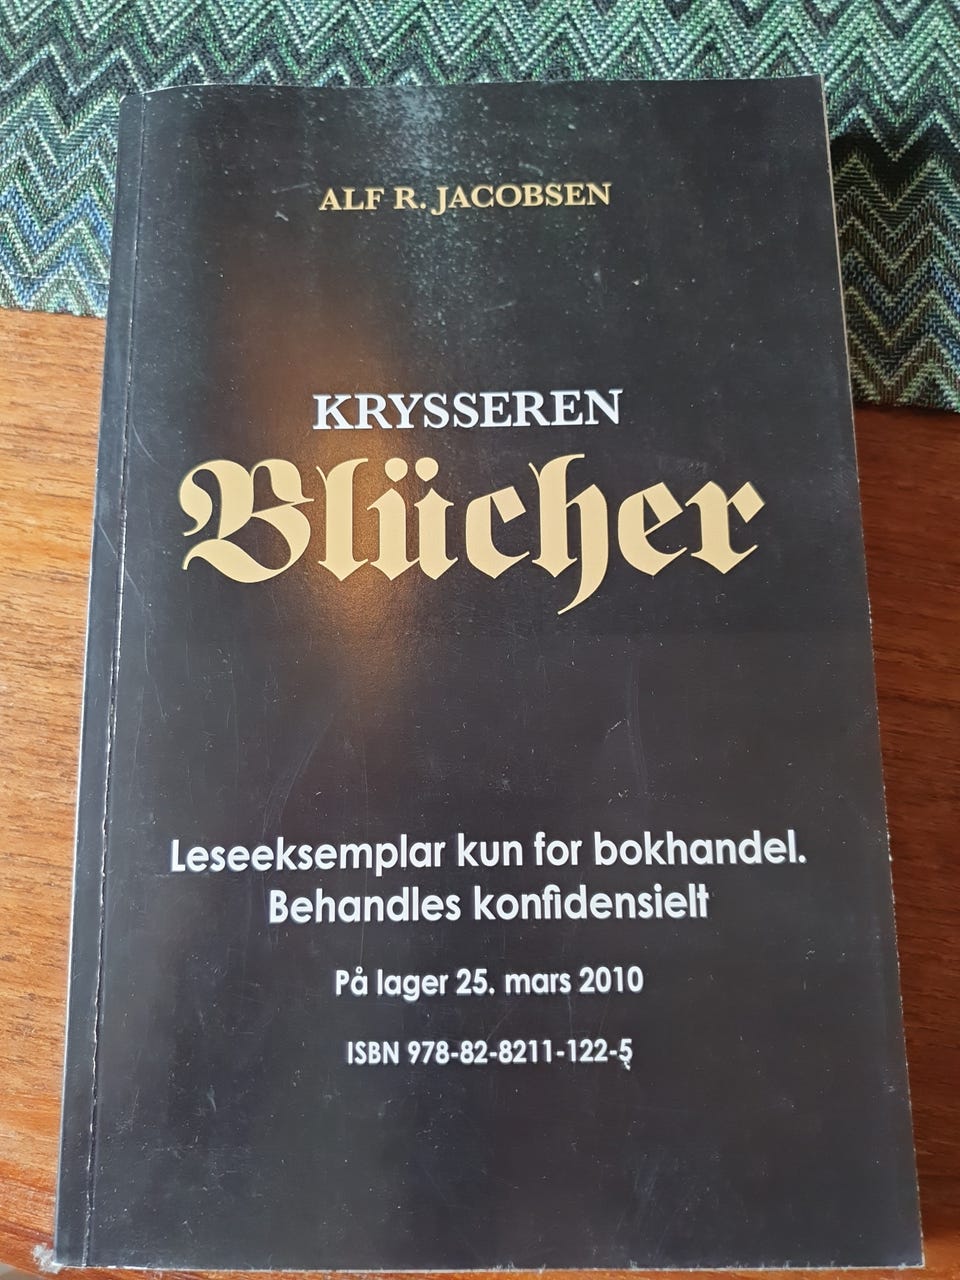 ALF R. JACOBSEN
KRYSSEREN
Blücher
Leseeksemplar kun for bokhandel.
Behandles konfidensielt
På lager 25. mars 2010
ISBN 978-82-8211-122-5